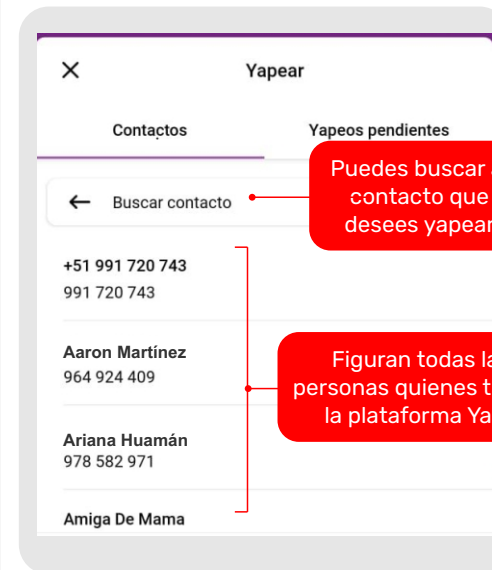 Yapear
Contactos
Yapeos pendientes
Buscar contacto
Puedes buscar
contacto que
desees yapear
+51 991 720 743
991 720 743
Aaron Martínez
964 924 409
Figuran todas
personas quienes
la plataforma
Ariana Huamán
978 582 971
Amiga De Mama